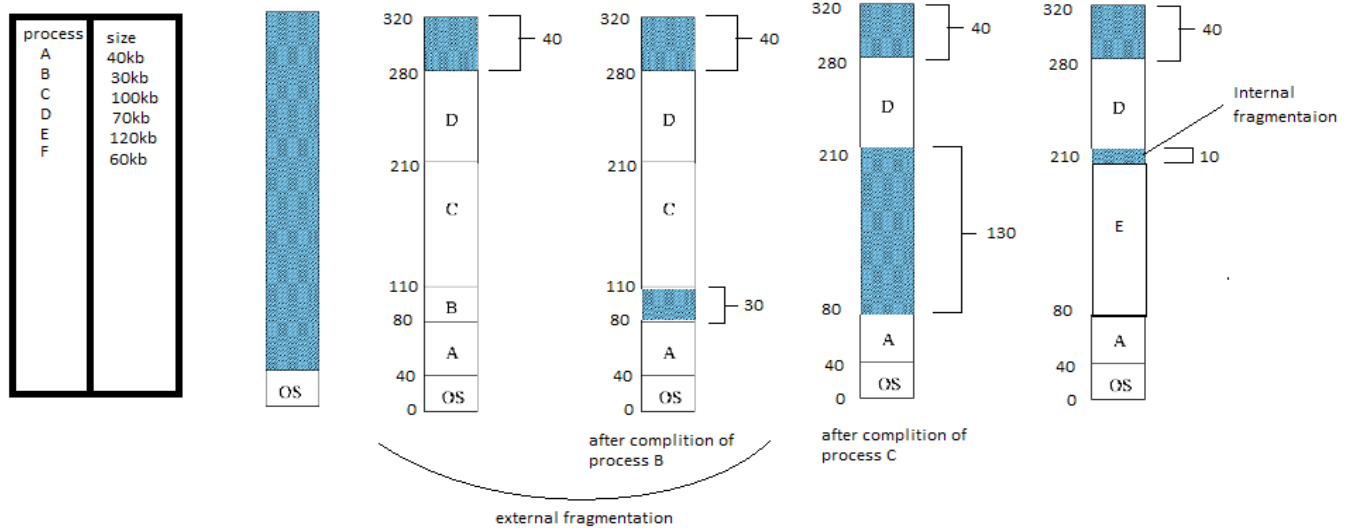 process size
A 40kb
B 30kb
C 100kb
D 70kb
E 120kb
F 60kb
OS
320
40
280
D
210
C
110
B
80
A
40
OS
0
320
40
280
D
210
C
110
30
80
A
40
OS
0
after complition of
process B
external fragmentation
320
40
280
D
210
130
80
A
40
OS
0
after complition of
process C
320
40
280
D
Internal
fragmentaion
210
10
E
80
A
40
OS
0